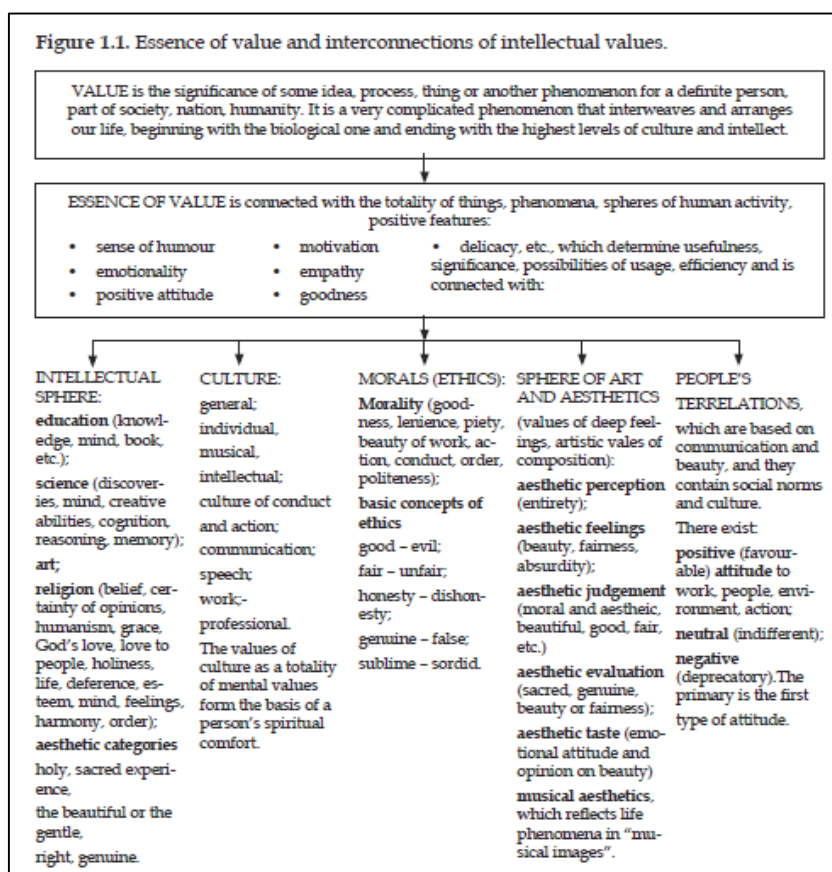 Figure 1.1. Essence of value and interconnections of intellectual values.
VALUE is the significance of some idea, process, thing or another phenomenon for a definite person,
part of society, nation, humanity. It is a very complicated phenomenon that interweaves and arranges
our life, beginning with the biological one and ending with the highest levels of culture and intellect.
ESSENCE OF VALUE is connected with the totality of things, phenomena, spheres of human activity,
positive features:
• sense of humour
• emotionality
• positive attitude
• motivation
• empathy
• goodness
• delicacy, etc., which determine usefulness,
significance, possibilities of usage, efficiency and is
connected with:
INTELLECTUAL
SPHERE:
education (knowl-
edge, mind, book,
etc.);
science (discover-
ies, mind, creative
abilities, cognition,
reasoning, memory);
art;
religion (belief, cer-
tainty of opinions,
humanism, grace,
God's love, love to
people, holiness,
life, deference, es-
teem, mind, feelings,
harmony, order);
aesthetic categories
holy, sacred experi-
ence,
the beautiful or the
gentle,
right, genuine.
CULTURE:
general;
individual,
musical,
intellectual;
culture of conduct
and action;
communication;
speech;
work;-
professional.
The values of
culture as a totality
of mental values
form the basis of a
person's spiritual
comfort.
MORALS (ETHICS):
Morality (good-
ness, lenience, piety,
beauty of work, ac-
tion, conduct, order,
politeness);
basic concepts of
ethics
good – evil;
fair – unfair;
honesty – dishon-
esty;
genuine – false;
sublime – sordid.
SPHERE OF ART
AND AESTHETICS
(values of deep feel-
ings, artistic vales of
composition):
aesthetic perception
(entirety);
aesthetic feelings
(beauty, fairness,
absurdity);
aesthetic judgement
(moral and aestheic,
beautiful, good, fair,
etc.)
aesthetic evaluation
(sacred, genuine,
beauty or fairness);
aesthetic taste (emo-
tional attitude and
opinion on beauty)
musical aesthetics,
which reflects life
phenomena in "mu-
sical images".
PEOPLE'S
TERRELATIONS,
which are based on
communication and
beauty, and they
contain social norms
and culture.
There exist:
positive (favour-
able) attitude to
work, people, envi-
ronment, action;
neutral (indifferent);
negative
(deprecatory).The
primary is the first
type of attitude.